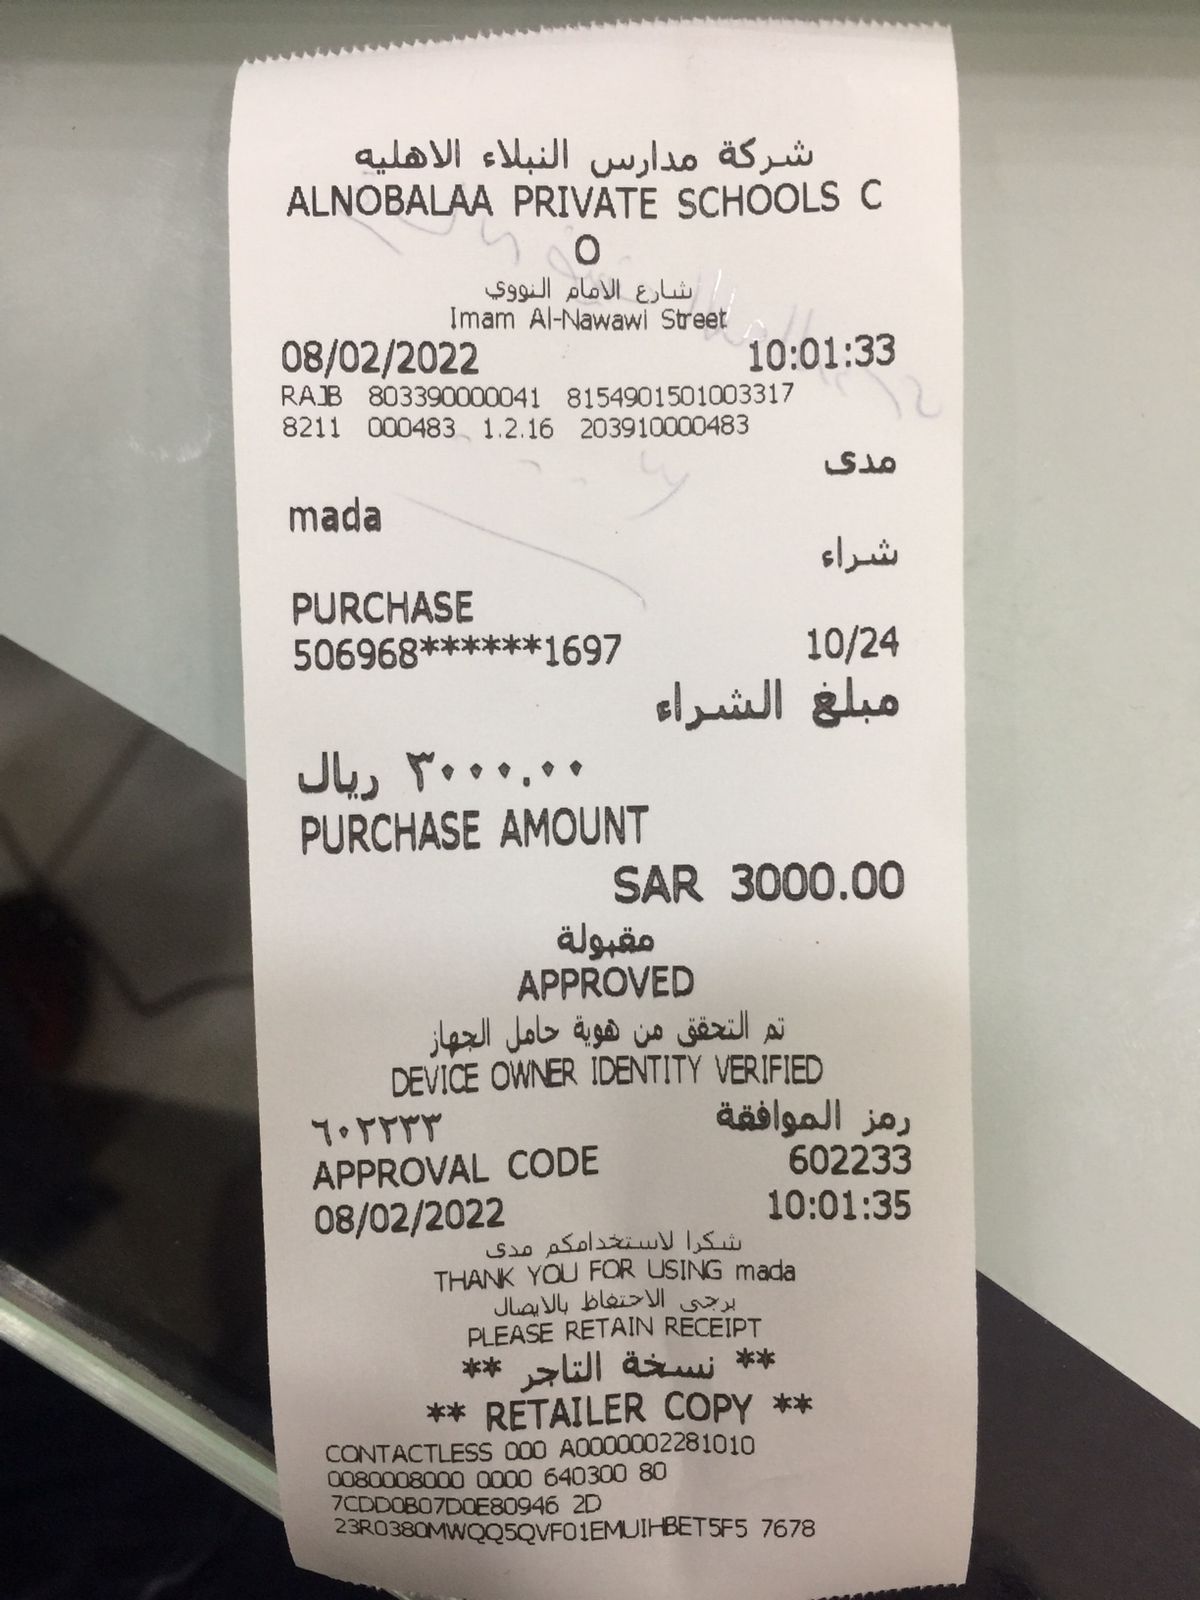 شركة مدارس النبلاء الاهليه
ALNOBALAA PRIVATE SCHOOLS C
O
شارع الامام النووي
Imam Al-Nawawi Street
08/02/2022 10:01:33
RAJB 803390000041 8154901501003317
8211 000483 1.2.16 203910000483
مدى
mada
شراء
PURCHASE
506968******1697 10/24
مبلغ الشراء
٣٠٠٠.٠٠ ريال
PURCHASE AMOUNT
SAR 3000.00
مقبولة
APPROVED
تم التحقق من هوية حامل الجهاز
DEVICE OWNER IDENTITY VERIFIED
رمز الموافقة ٦٠٢٢٣٣
APPROVAL CODE 602233
08/02/2022 10:01:35
شكرا لاستخدامكم مدى
THANK YOU FOR USING mada
يرجى الاحتفاظ بالايصال
PLEASE RETAIN RECEIPT
** نسخة التاجر **
** RETAILER COPY **
CONTACTLESS 000 A0000002281010
0080008000 0000 640300 80
7CDD0B07D0E80946 2D
23R0380MWQQ5QVF01EMUIHBET5F5 7678